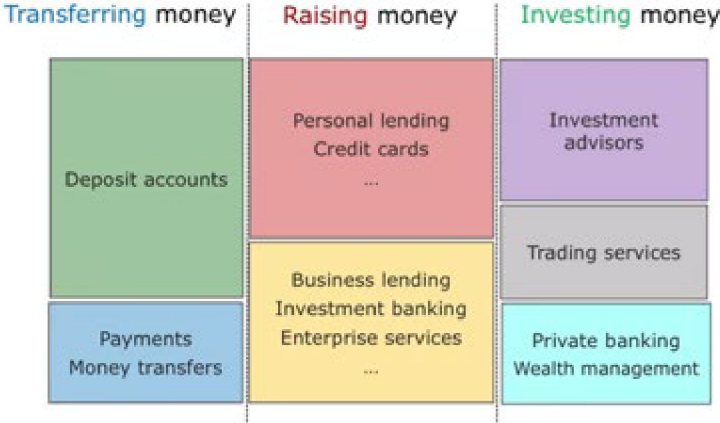 Transferring money
Raising money
Investing money
Deposit accounts
Payments
Money transfers
Personal lending
Credit cards
...
Business lending
Investment banking
Enterprise services
...
Investment
advisors
Trading services
Private banking
Wealth management